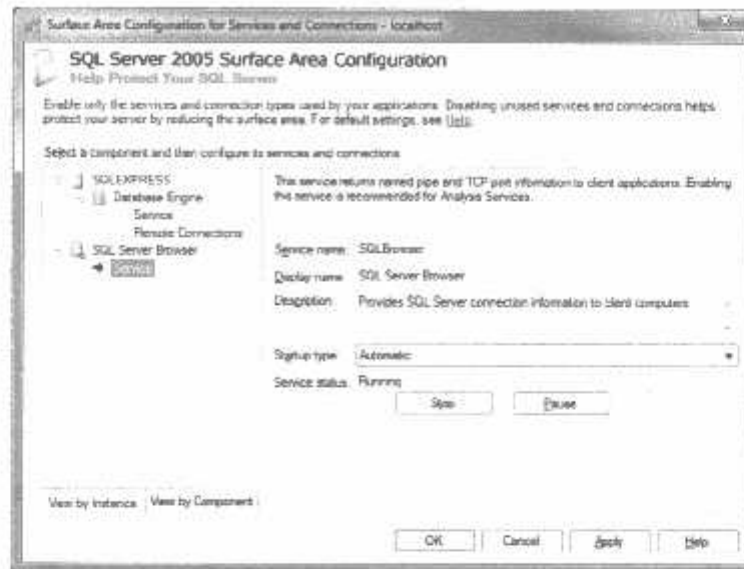 Surface Area Configuration for Services and Connections - localhost
SQL Server 2005 Surface Area Configuration
Help Protect Your SQL Server
Enable only the services and connection types used by your applications. Disabling unused services and connections helps
protect your server by reducing the surface area. For default settings, see Help.
Select a component and then configure its services and connections
SQLEXPRESS
Database Engine
Service
Remote Connections
SQL Server Browser
Service
This service returns named pipe and TCP port information to client applications. Enabling
this service is recommended for Analysis Services.
Service name: SQLBrowser
Display name: SQL Server Browser
Description: Provides SQL Server connection information to client computers
Startup type: Automatic
Service status: Running
Stop
Pause
View by Instance
View by Component
OK
Cancel
Apply
Help